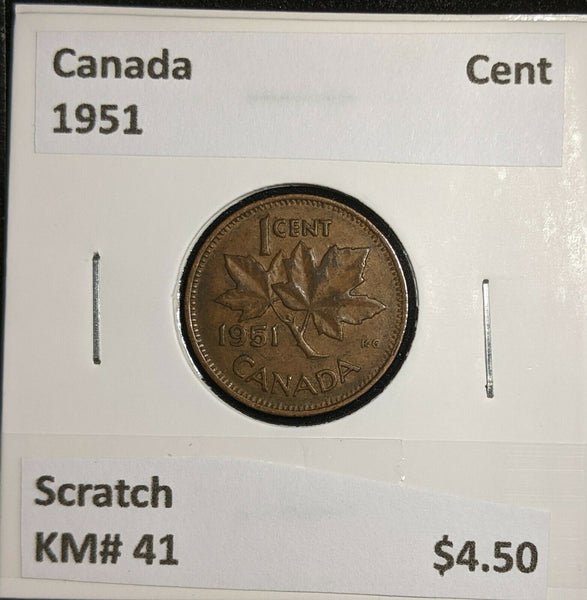 Canada Cent
1951
1 CENT
1951
KG
CANADA
Scratch
KM# 41 $4.50